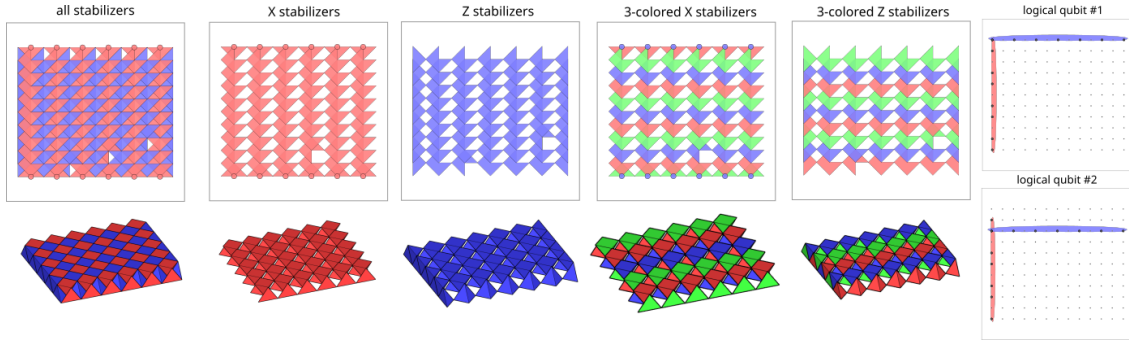 all stabilizers
X stabilizers
Z stabilizers
3-colored X stabilizers
3-colored Z stabilizers
logical qubit #1
logical qubit #2